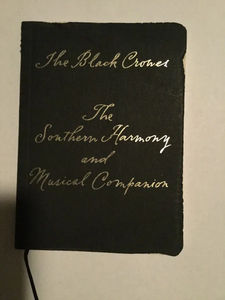 The Black Crowes
The
Southern Harmony
and
Musical Companion